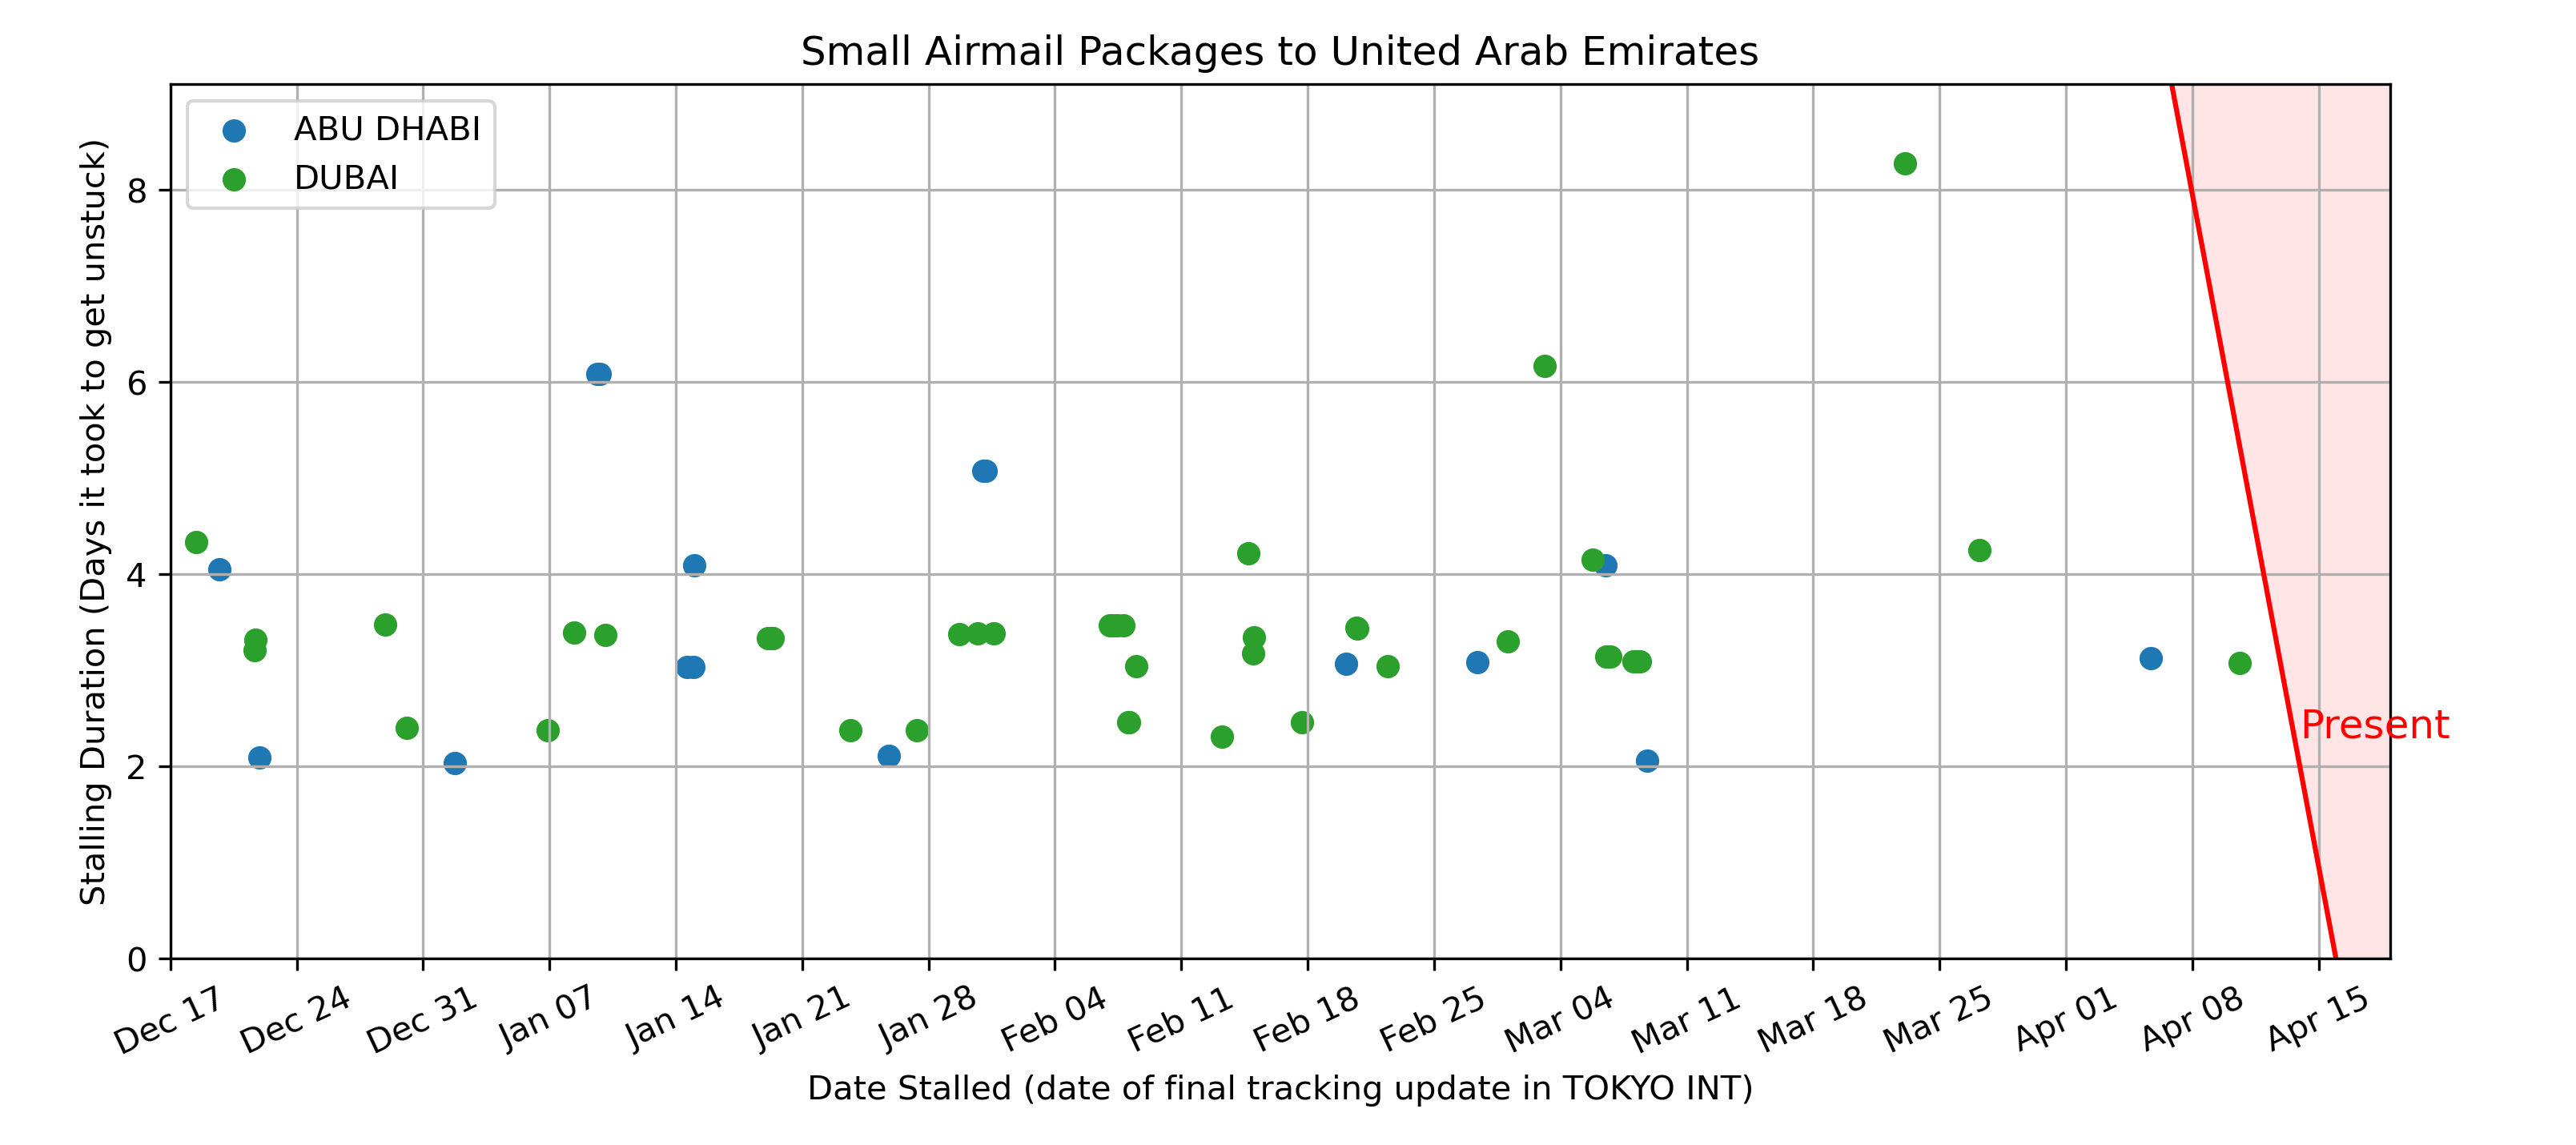 Small Airmail Packages to United Arab Emirates
ABU DHABI
DUBAI
Stalling Duration (Days it took to get unstuck)
8
6
4
2
0
Present
Dec 17
Dec 24
Dec 31
Jan 07
Jan 14
Jan 21
Jan 28
Feb 04
Feb 11
Feb 18
Feb 25
Mar 04
Mar 11
Mar 18
Mar 25
Apr 01
Apr 08
Apr 15
Date Stalled (date of final tracking update in TOKYO INT)